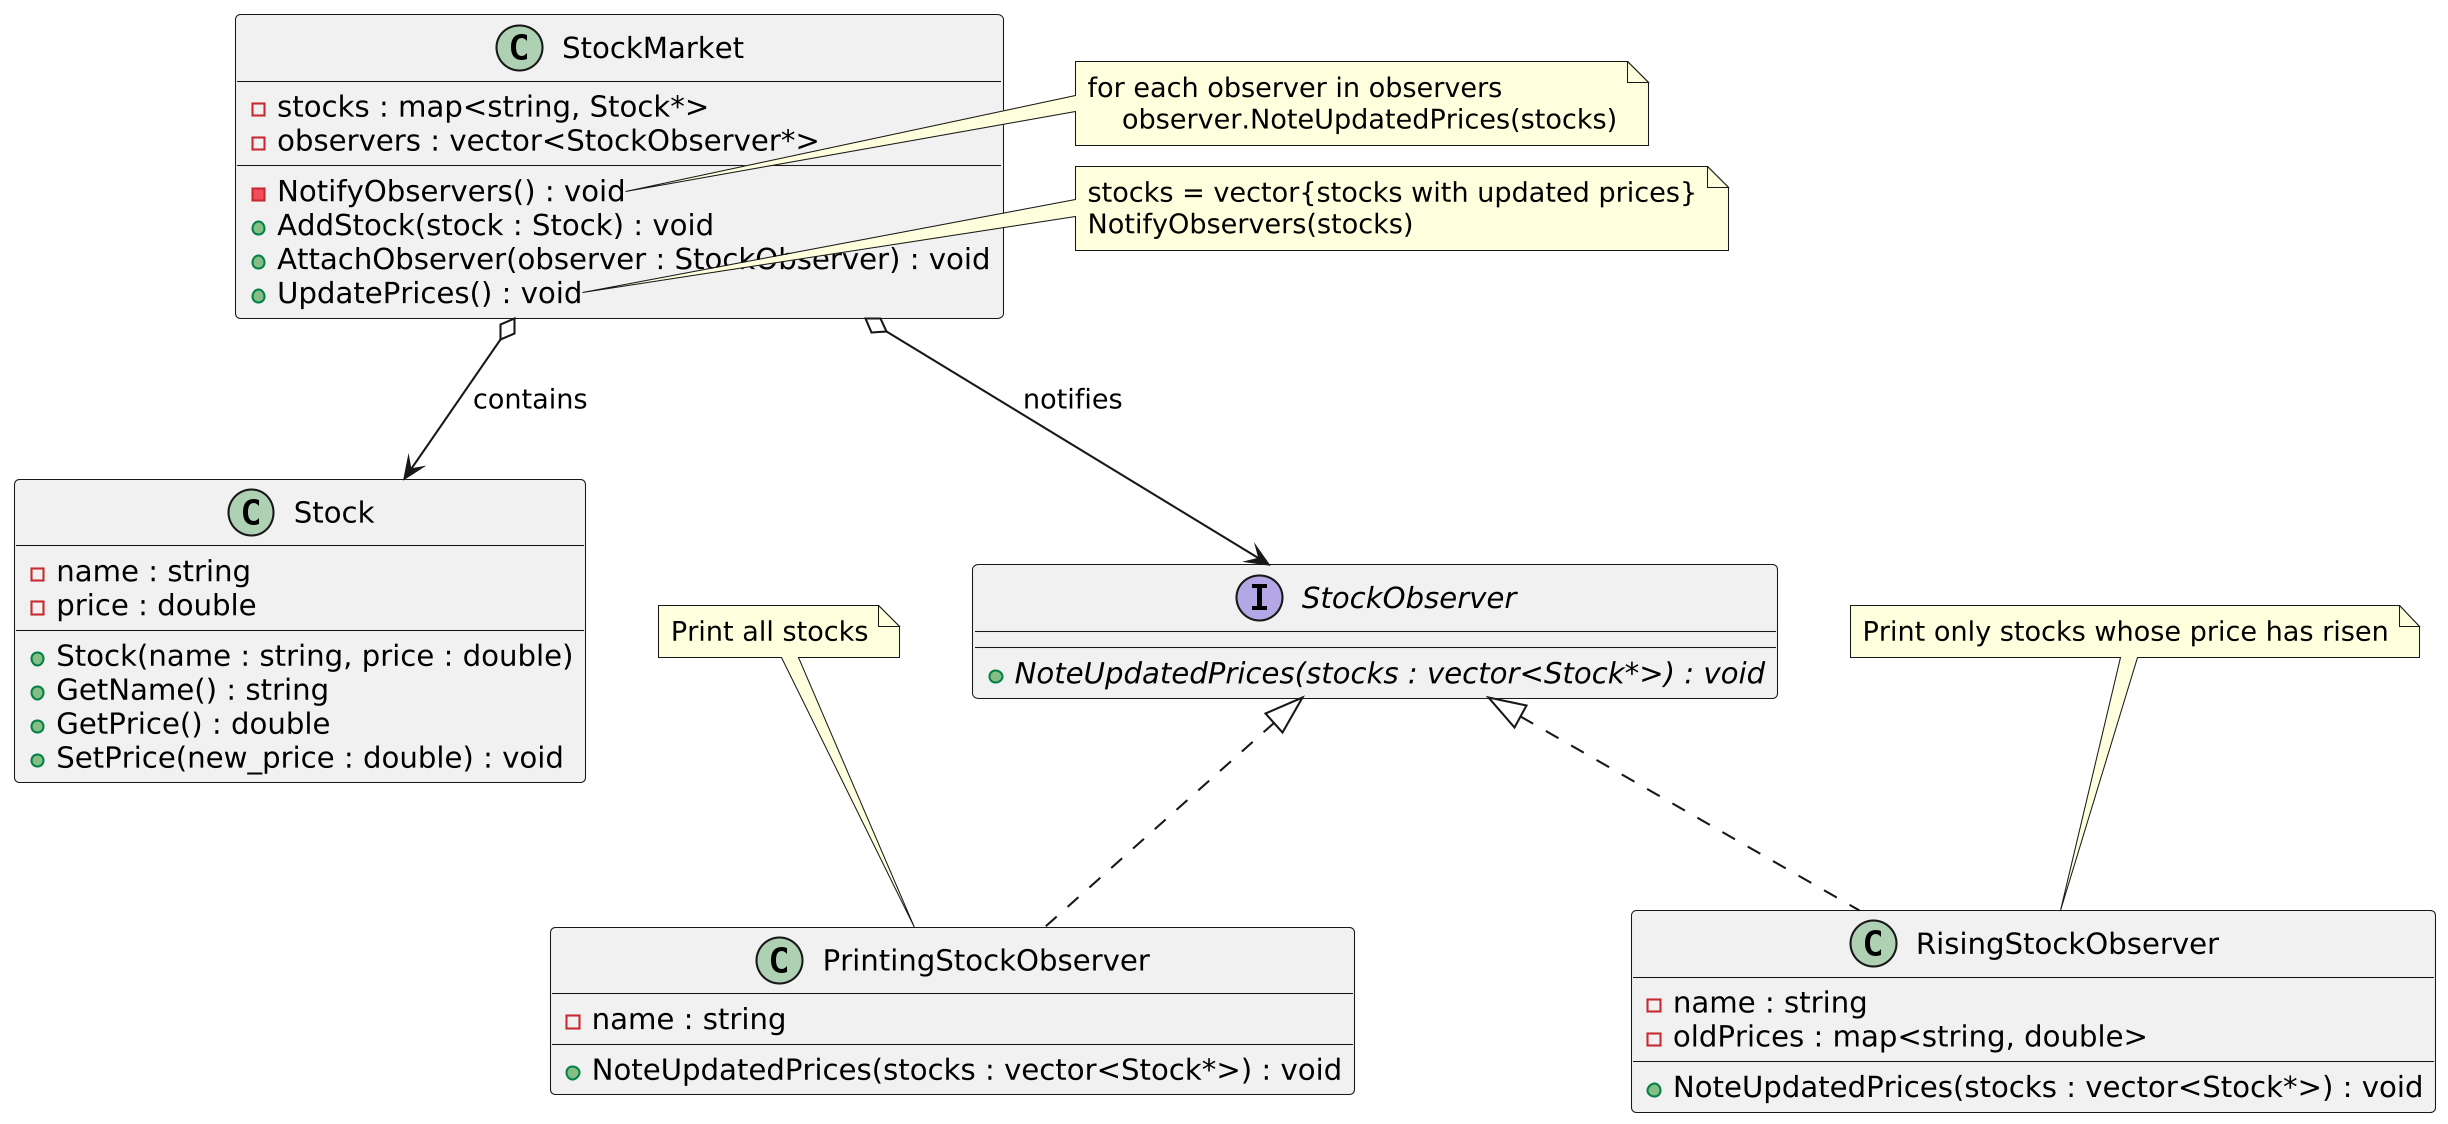 C StockMarket
stocks : map<string, Stock*>
observers : vector<StockObserver*>
NotifyObservers() : void
AddStock(stock : Stock) : void
AttachObserver(observer : StockObserver) : void
UpdatePrices() : void
for each observer in observers
observer.NoteUpdatedPrices(stocks)
stocks = vector{stocks with updated prices}
NotifyObservers(stocks)
contains
notifies
C Stock
name : string
price : double
Stock(name : string, price : double)
GetName() : string
GetPrice() : double
SetPrice(new_price : double) : void
Print all stocks
I StockObserver
NoteUpdatedPrices(stocks : vector<Stock*>) : void
Print only stocks whose price has risen
C PrintingStockObserver
name : string
NoteUpdatedPrices(stocks : vector<Stock*>) : void
C RisingStockObserver
name : string
oldPrices : map<string, double>
NoteUpdatedPrices(stocks : vector<Stock*>) : void